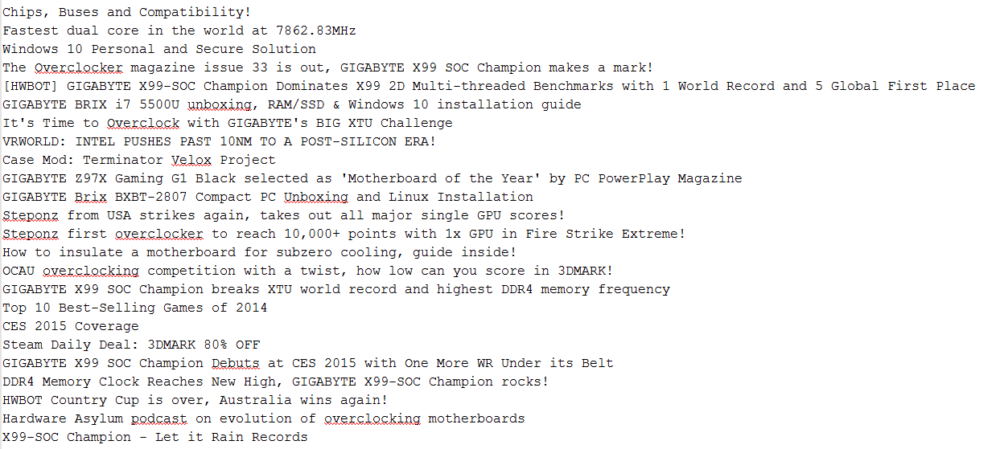 Chips, Buses and Compatibility!
Fastest dual core in the world at 7862.83MHz
Windows 10 Personal and Secure Solution
The Overclocker magazine issue 33 is out, GIGABYTE X99 SOC Champion makes a mark!
[HWBOT] GIGABYTE X99-SOC Champion Dominates X99 2D Multi-threaded Benchmarks with 1 World Record and 5 Global First Place
GIGABYTE BRIX i7 5500U unboxing, RAM/SSD & Windows 10 installation guide
It's Time to Overclock with GIGABYTE's BIG XTU Challenge
VRWORLD: INTEL PUSHES PAST 10NM TO A POST-SILICON ERA!
Case Mod: Terminator Velox Project
GIGABYTE Z97X Gaming G1 Black selected as 'Motherboard of the Year' by PC PowerPlay Magazine
GIGABYTE Brix BXBT-2807 Compact PC Unboxing and Linux Installation
Steponz from USA strikes again, takes out all major single GPU scores!
Steponz first overclocker to reach 10,000+ points with 1x GPU in Fire Strike Extreme!
How to insulate a motherboard for subzero cooling, guide inside!
OCAU overclocking competition with a twist, how low can you score in 3DMARK!
GIGABYTE X99 SOC Champion breaks XTU world record and highest DDR4 memory frequency
Top 10 Best-Selling Games of 2014
CES 2015 Coverage
Steam Daily Deal: 3DMARK 80% OFF
GIGABYTE X99 SOC Champion Debuts at CES 2015 with One More WR Under its Belt
DDR4 Memory Clock Reaches New High, GIGABYTE X99-SOC Champion rocks!
HWBOT Country Cup is over, Australia wins again!
Hardware Asylum podcast on evolution of overclocking motherboards
X99-SOC Champion - Let it Rain Records